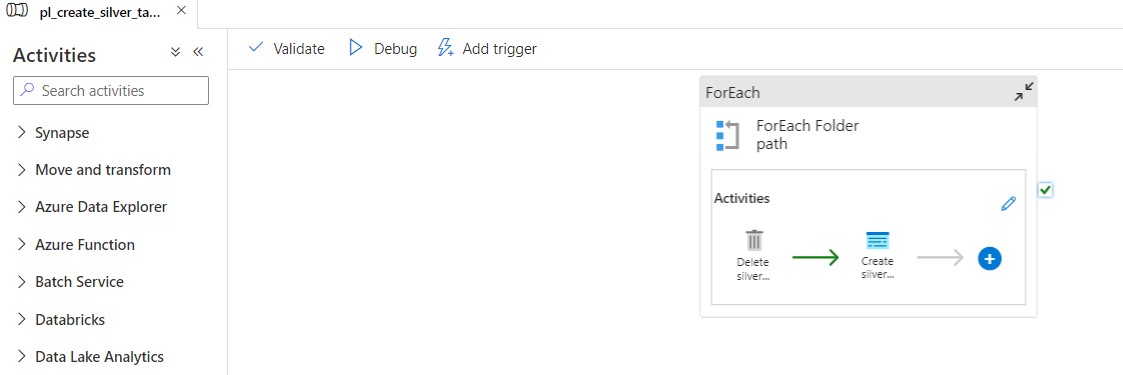 pl_create_silver_ta...
Activities
Search activities
Synapse
Move and transform
Azure Data Explorer
Azure Function
Batch Service
Databricks
Data Lake Analytics
Validate
Debug
Add trigger
ForEach
ForEach Folder
path
Activities
Delete
silver...
Create
silver...